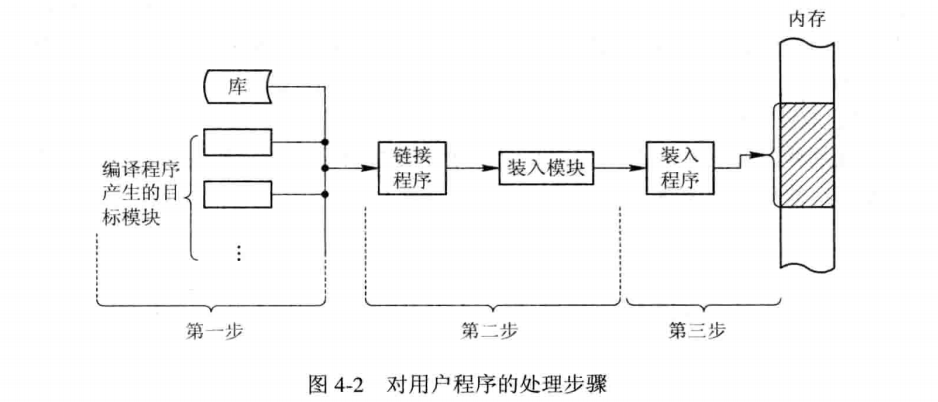 内存
库
编译程序
产生的目
标模块
⋮
链接
程序
装入模块
装入
程序
第一步
第二步
第三步
图 4-2 对用户程序的处理步骤